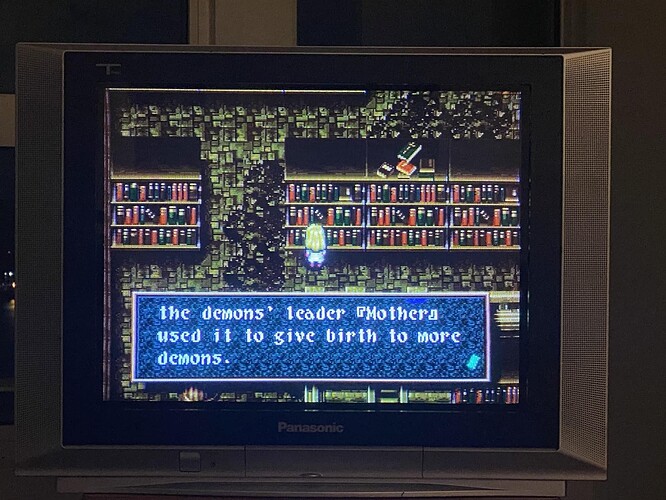 the demons' leader『Mother』
used it to give birth to more
demons.
Panasonic